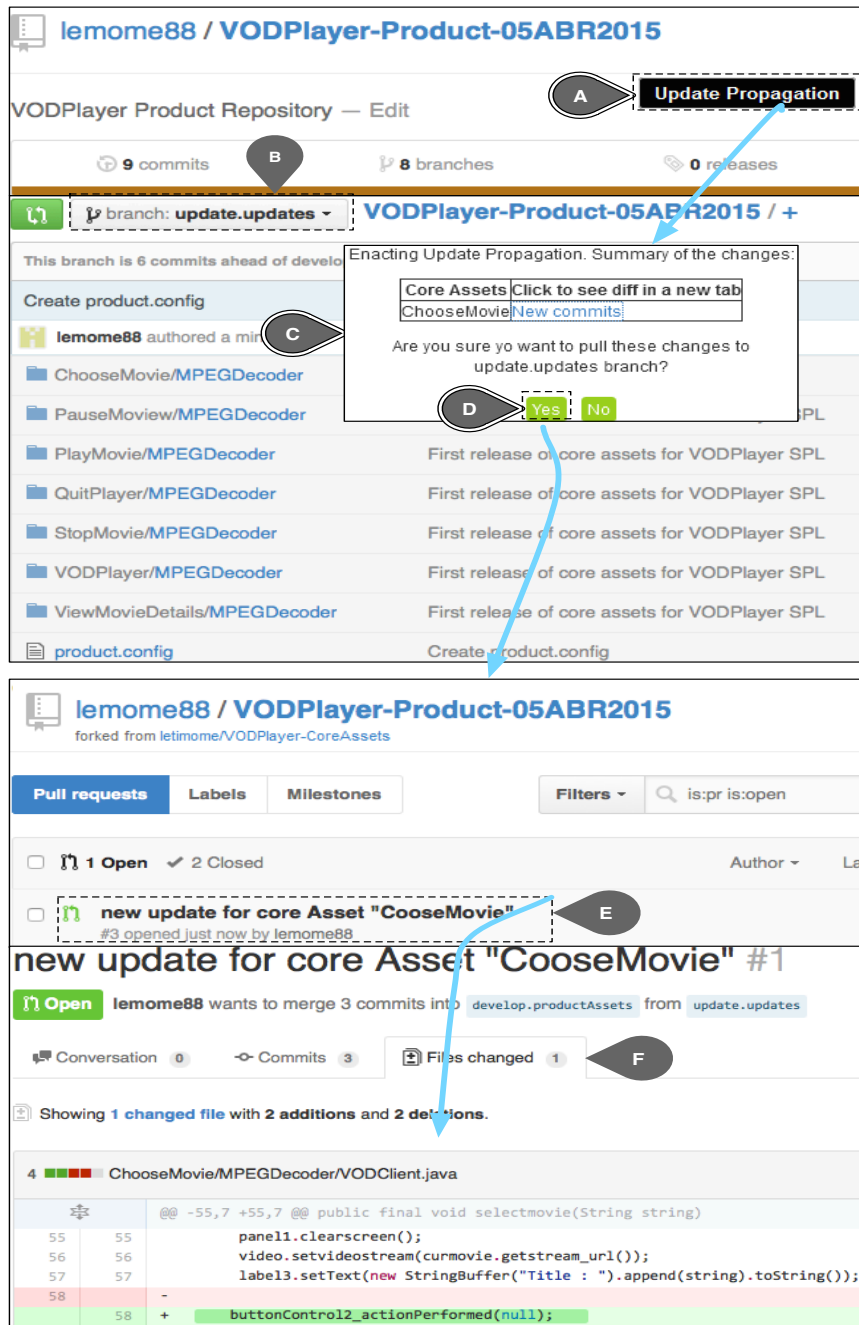 lemome88 / VODPlayer-Product-05ABR2015
A
Update Propagation
VODPlayer Product Repository — Edit
9 commits
B
8 branches
0 releases
branch: update.updates
VODPlayer-Product-05ABR2015 / +
This branch is 6 commits ahead of develo
Enacting Update Propagation. Summary of the changes:
Core Assets Click to see diff in a new tab
ChooseMovie New commits
Are you sure yo want to pull these changes to
update.updates branch?
D
Yes
No
Create product.config
lemome88 authored a min
C
ChooseMovie/MPEGDecoder
PauseMoview/MPEGDecoder
PL
PlayMovie/MPEGDecoder
First release of core assets for VODPlayer SPL
QuitPlayer/MPEGDecoder
First release of core assets for VODPlayer SPL
StopMovie/MPEGDecoder
First release of core assets for VODPlayer SPL
VODPlayer/MPEGDecoder
First release of core assets for VODPlayer SPL
ViewMovieDetails/MPEGDecoder
First release of core assets for VODPlayer SPL
product.config
Create product.config
lemome88 / VODPlayer-Product-05ABR2015
forked from letimome/VODPlayer-CoreAssets
Pull requests
Labels
Milestones
Filters
is:pr is:open
1 Open
2 Closed
Author
La
new update for core Asset "CooseMovie"
E
#3 opened just now by lemome88
new update for core Asset "CooseMovie" #1
Open
lemome88 wants to merge 3 commits into develop.productAssets from update.updates
Conversation 0
Commits 3
Files changed 1
F
Showing 1 changed file with 2 additions and 2 deletions.
4 ChooseMovie/MPEGDecoder/VODClient.java
@@ -55,7 +55,7 @@ public final void selectmovie(String string)
55 55 panel1.clearscreen();
56 56 video.setvideostream(curmovie.getstream_url());
57 57 label3.setText(new StringBuffer("Title : ").append(string).toString());
58 -
58 + buttonControl2_actionPerformed(null);